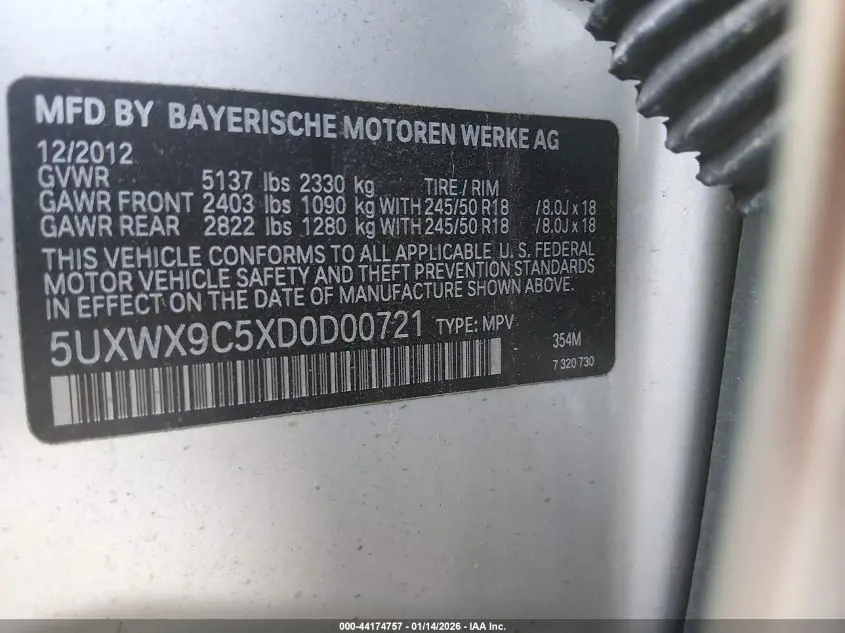 MFD BY BAYERISCHE MOTOREN WERKE AG
12/2012
GVWR 5137 lbs 2330 kg TIRE / RIM
GAWR FRONT 2403 lbs 1090 kg WITH 245/50 R18 /8.0J x 18
GAWR REAR 2822 lbs 1280 kg WITH 245/50 R18 /8.0J x 18
THIS VEHICLE CONFORMS TO ALL APPLICABLE U.S. FEDERAL
MOTOR VEHICLE SAFETY AND THEFT PREVENTION STANDARDS
IN EFFECT ON THE DATE OF MANUFACTURE SHOWN ABOVE.
5UXWX9C5XD0D00721 TYPE: MPV 354M
7 320 730
000-44174757 - 01/14/2026 - IAA Inc.